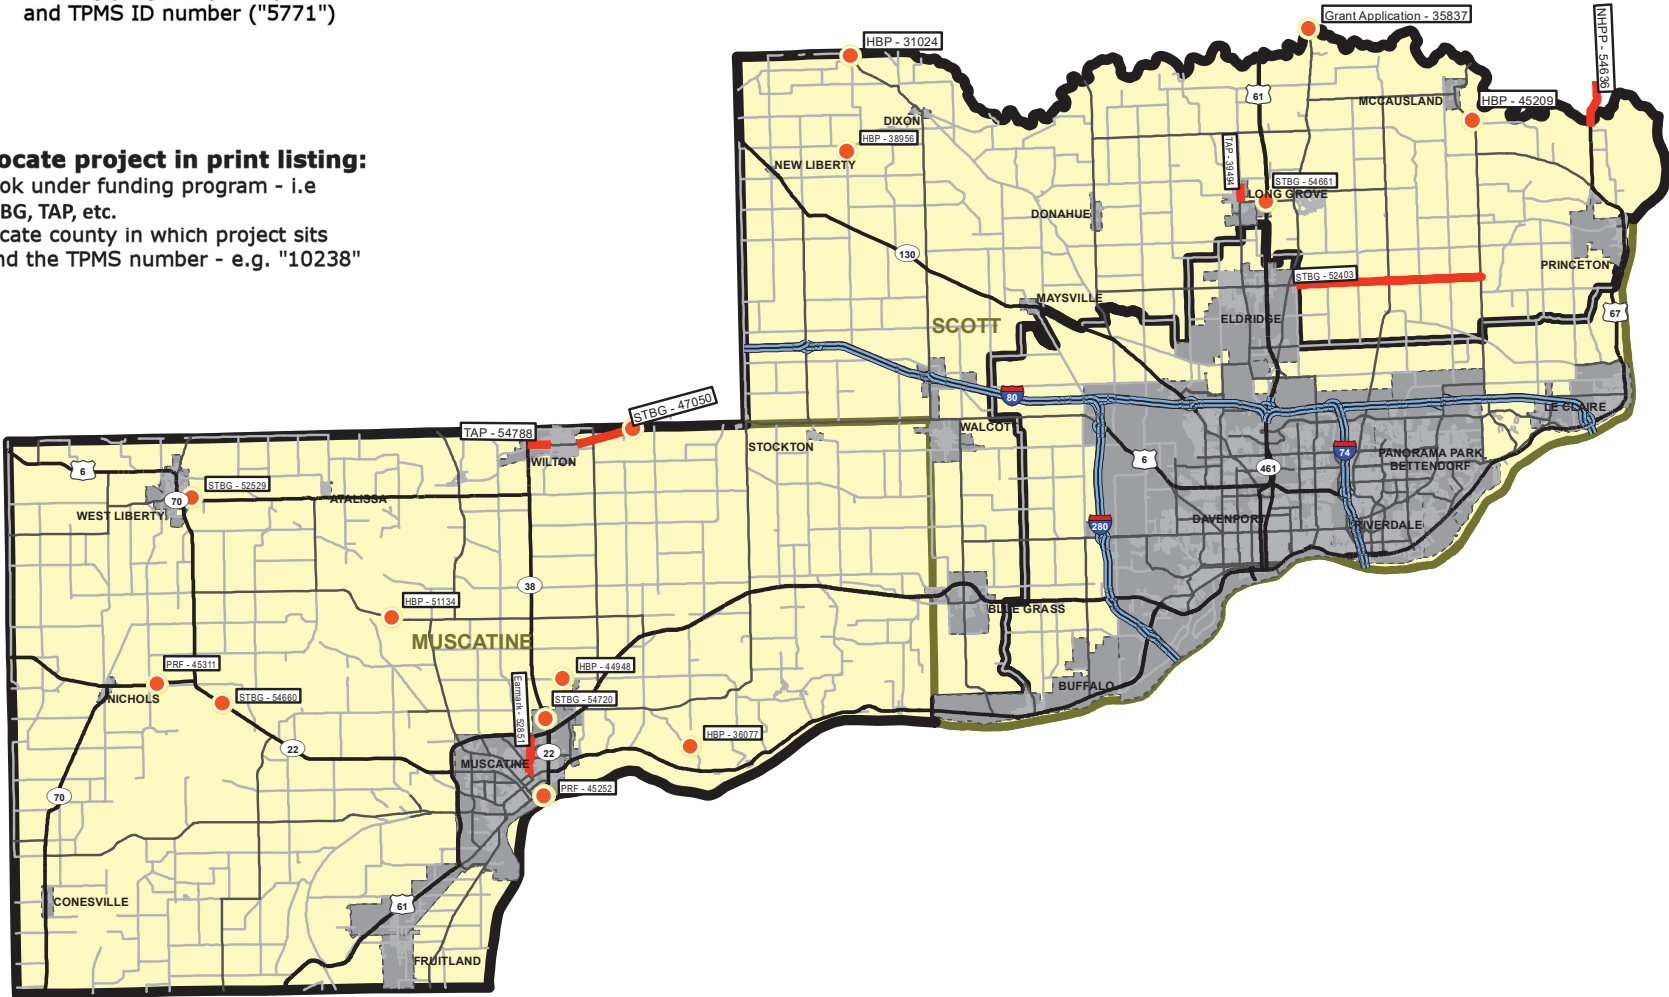 and TPMS ID number ("5771")
ocate project in print listing:
ok under funding program - i.e
BG, TAP, etc.
cate county in which project sits
nd the TPMS number - e.g. "10238"
Grant Application - 35837
NHPP - 54636
HBP - 31024
61
MCCAUSLAND
HBP - 45209
DIXON
HBP - 38956
NEW LIBERTY
TAP - 39494
STBG - 54661
LONG GROVE
DONAHUE
130
PRINCETON
STBG - 52403
MAYSVILLE
SCOTT
ELDRIDGE
67
80
LE CLAIRE
STBG - 47050
TAP - 54788
WALCOTT
STOCKTON
WILTON
6
6
74
PANORAMA PARK
BETTENDORF
461
STBG - 52529
70
ATALISSA
WEST LIBERTY
DAVENPORT
RIVERDALE
280
38
HBP - 51134
BLUE GRASS
MUSCATINE
PRF - 45311
HBP - 44948
NICHOLS
STBG - 54660
Earmark - 52851
STBG - 54720
BUFFALO
HBP - 36077
22
22
MUSCATINE
PRF - 45252
70
CONESVILLE
61
FRUITLAND